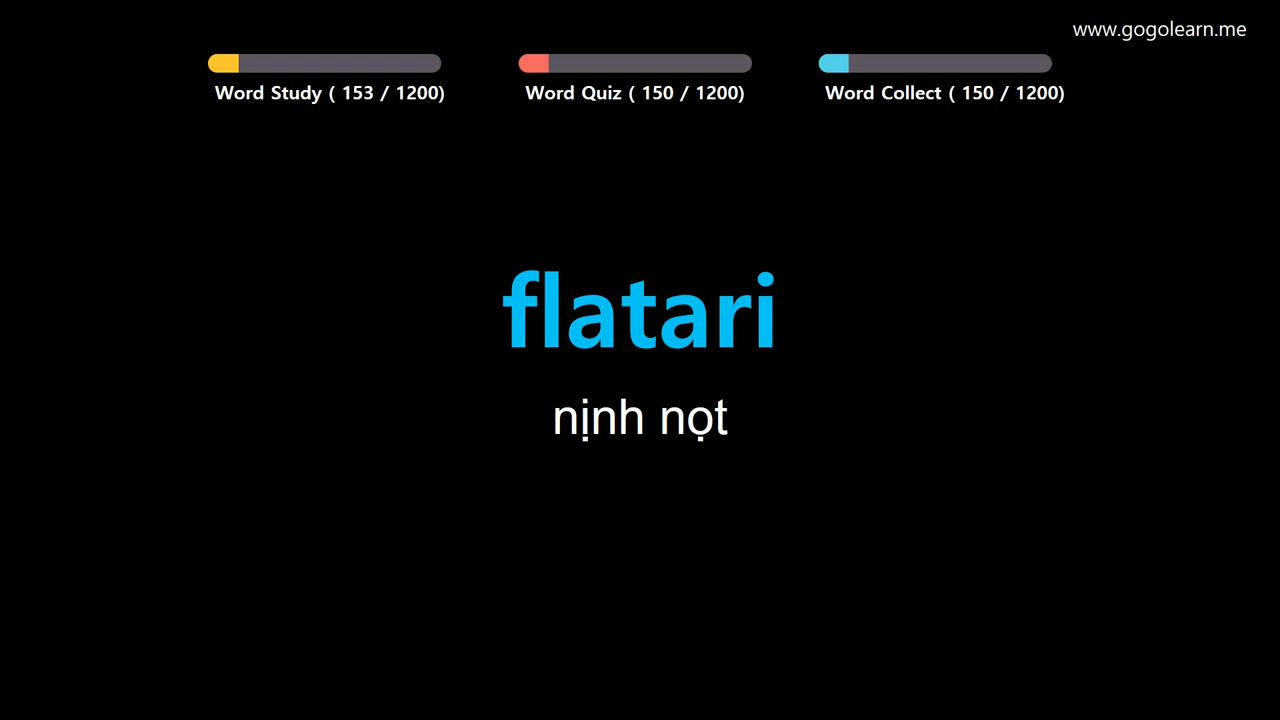 www.gogolearn.me
Word Study ( 153 / 1200)
Word Quiz ( 150 / 1200)
Word Collect ( 150 / 1200)
flatari
nịnh nọt